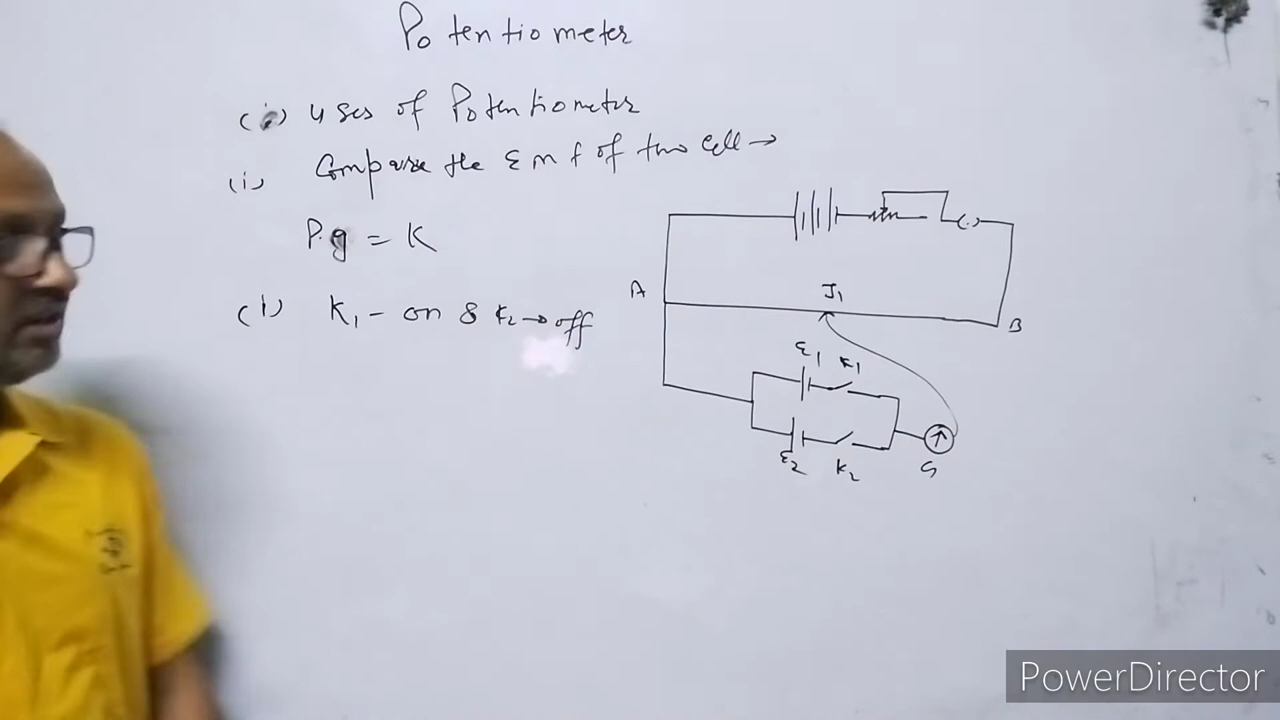 Potentiometer
(i) Uses of Potentiometer
(i) Compare the Emf of two Cell →
P.g = K
(i) K₁ - on & K₂ → off
A
J₁
B
ε₁ K₁
ε₂ K₂
G
PowerDirector